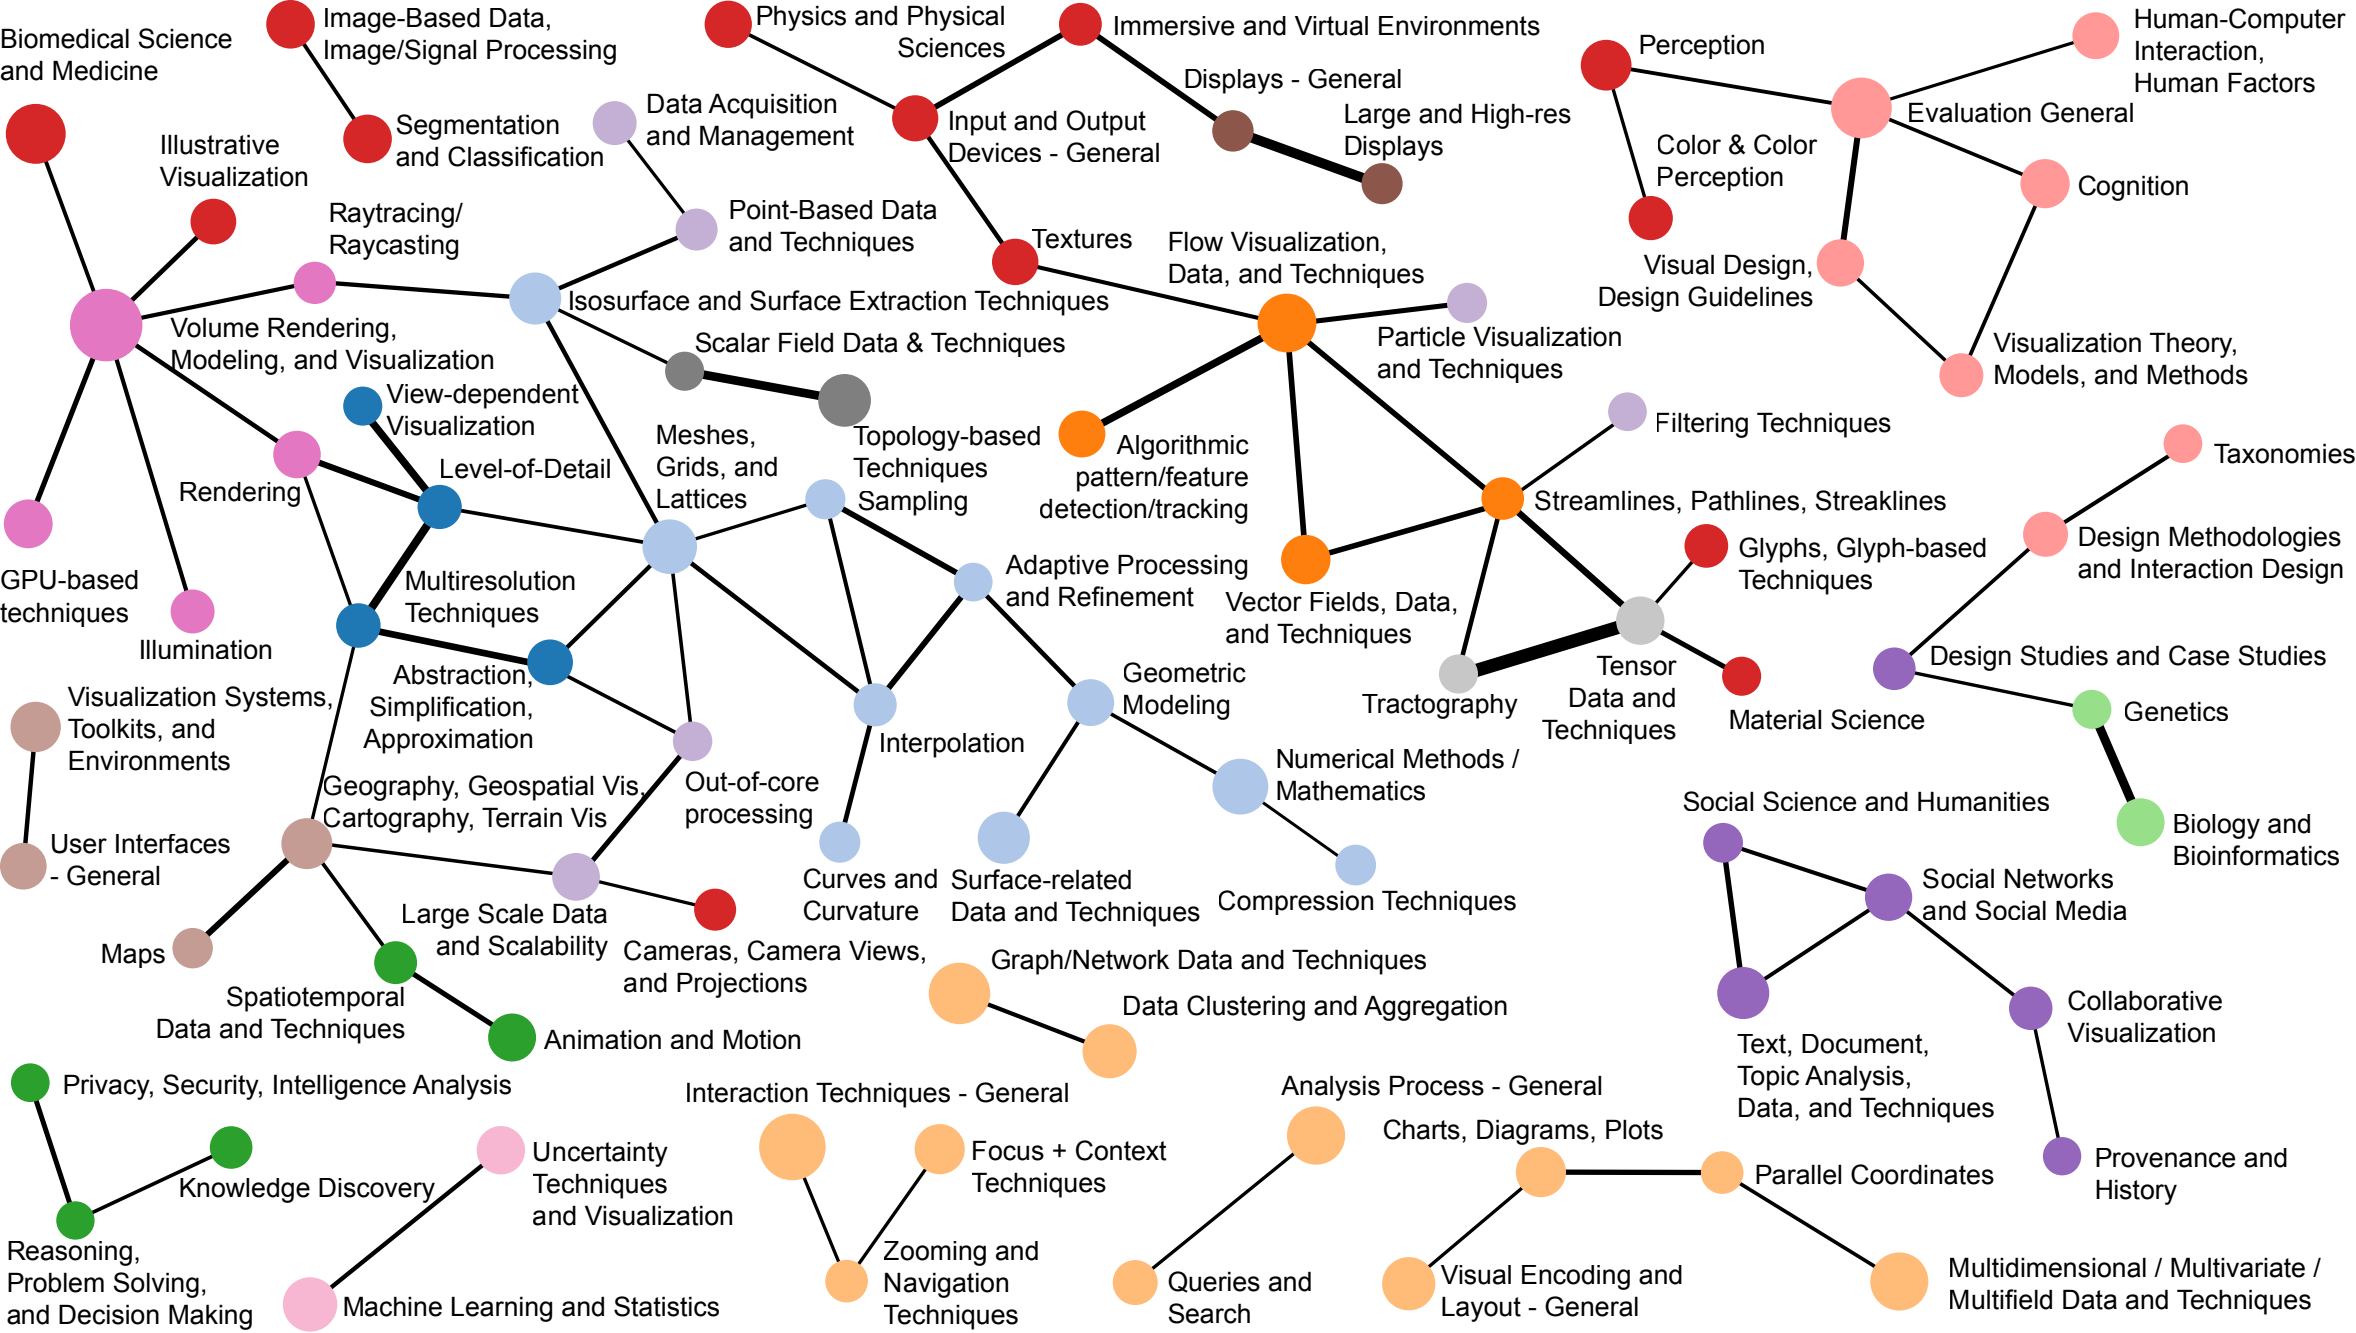 Biomedical Science
and Medicine
Image-Based Data,
Image/Signal Processing
Physics and Physical
Sciences
Immersive and Virtual Environments
Perception
Human-Computer
Interaction,
Human Factors
Illustrative
Visualization
Segmentation
and Classification
Data Acquisition
and Management
Input and Output
Devices - General
Displays - General
Large and High-res
Displays
Color & Color
Perception
Evaluation General
Cognition
Raytracing/
Raycasting
Point-Based Data
and Techniques
Textures
Flow Visualization,
Data, and Techniques
Visual Design,
Design Guidelines
Isosurface and Surface Extraction Techniques
Volume Rendering,
Modeling, and Visualization
Scalar Field Data & Techniques
Particle Visualization
and Techniques
Visualization Theory,
Models, and Methods
View-dependent
Visualization
Level-of-Detail
Meshes,
Grids, and
Lattices
Topology-based
Techniques
Sampling
Algorithmic
pattern/feature
detection/tracking
Filtering Techniques
Taxonomies
Rendering
Streamlines, Pathlines, Streaklines
GPU-based
techniques
Illumination
Multiresolution
Techniques
Adaptive Processing
and Refinement
Vector Fields, Data,
and Techniques
Glyphs, Glyph-based
Techniques
Design Methodologies
and Interaction Design
Abstraction,
Simplification,
Approximation
Geometric
Modeling
Tractography
Tensor
Data and
Techniques
Material Science
Design Studies and Case Studies
Genetics
Visualization Systems,
Toolkits, and
Environments
Interpolation
Geography, Geospatial Vis,
Cartography, Terrain Vis
Out-of-core
processing
Numerical Methods /
Mathematics
Social Science and Humanities
Biology and
Bioinformatics
User Interfaces
- General
Curves and
Curvature
Surface-related
Data and Techniques
Compression Techniques
Social Networks
and Social Media
Maps
Large Scale Data
and Scalability
Cameras, Camera Views,
and Projections
Graph/Network Data and Techniques
Data Clustering and Aggregation
Spatiotemporal
Data and Techniques
Animation and Motion
Collaborative
Visualization
Text, Document,
Topic Analysis,
Data, and Techniques
Privacy, Security, Intelligence Analysis
Interaction Techniques - General
Analysis Process - General
Knowledge Discovery
Uncertainty
Techniques
and Visualization
Focus + Context
Techniques
Charts, Diagrams, Plots
Parallel Coordinates
Provenance and
History
Reasoning,
Problem Solving,
and Decision Making
Machine Learning and Statistics
Zooming and
Navigation
Techniques
Queries and
Search
Visual Encoding and
Layout - General
Multidimensional / Multivariate /
Multifield Data and Techniques